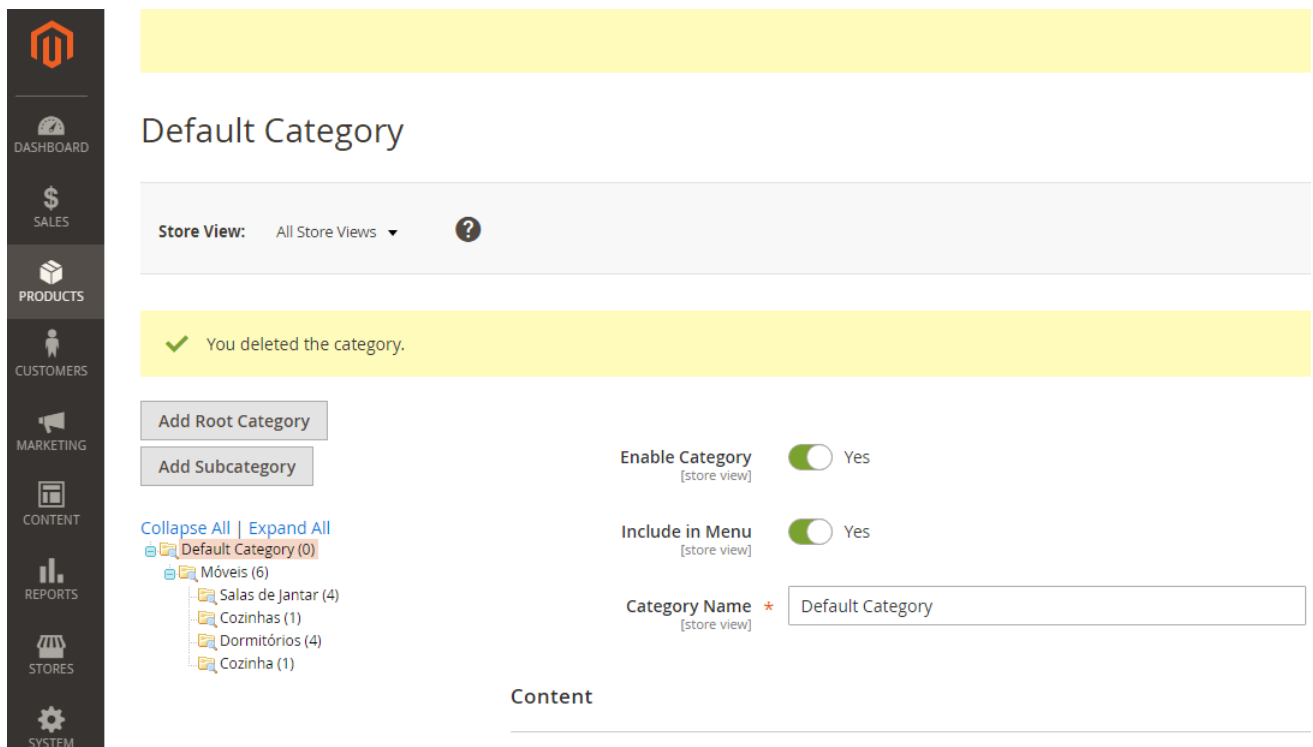 DASHBOARD
SALES
PRODUCTS
CUSTOMERS
MARKETING
CONTENT
REPORTS
STORES
SYSTEM
Default Category
Store View: All Store Views ?
You deleted the category.
Add Root Category
Add Subcategory
Collapse All | Expand All
Default Category (0)
Móveis (6)
Salas de Jantar (4)
Cozinhas (1)
Dormitórios (4)
Cozinha (1)
Enable Category Yes
[store view]
Include in Menu Yes
[store view]
Category Name * Default Category
[store view]
Content